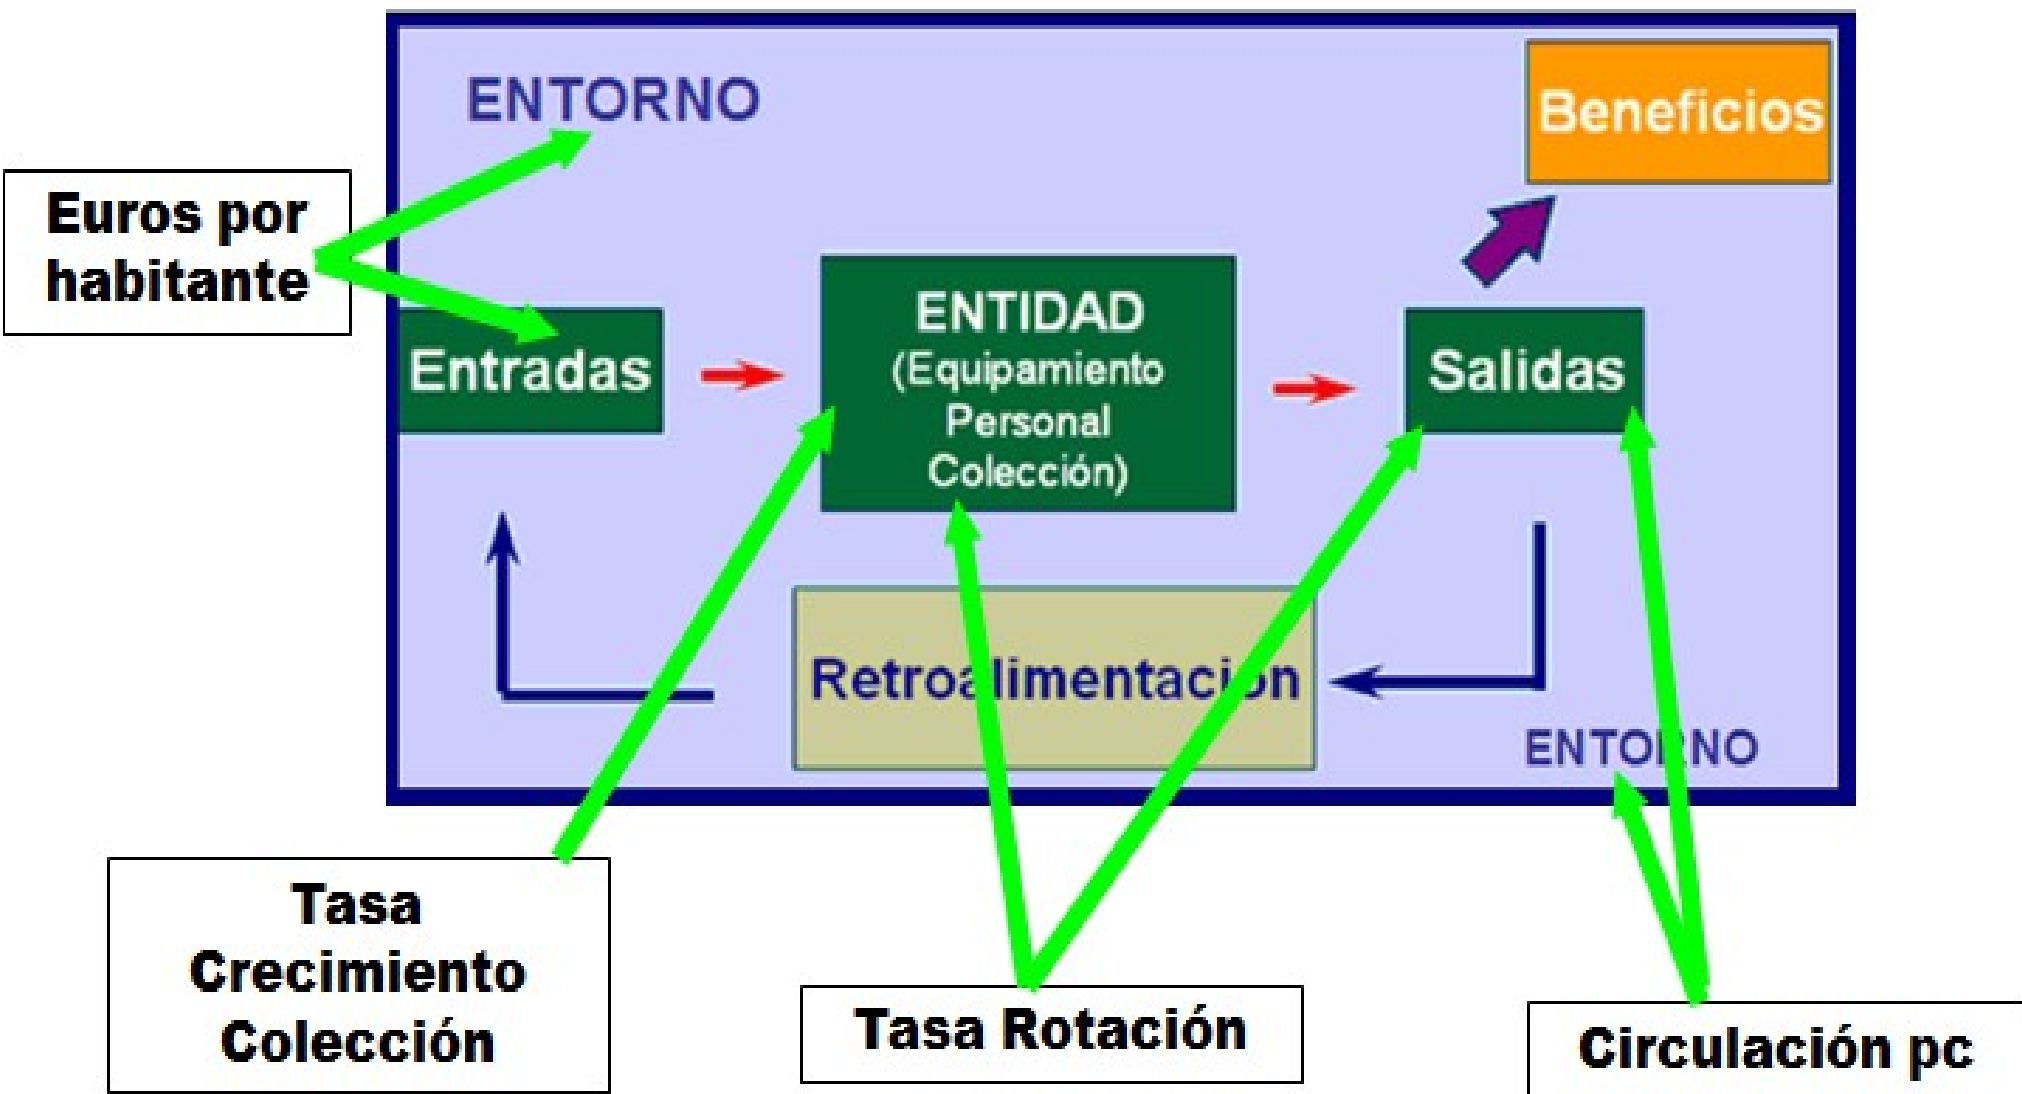 ENTORNO
Beneficios
Euros por
habitante
Entradas
ENTIDAD
(Equipamiento
Personal
Colección)
Salidas
Retroalimentación
ENTORNO
Tasa
Crecimiento
Colección
Tasa Rotación
Circulación pc